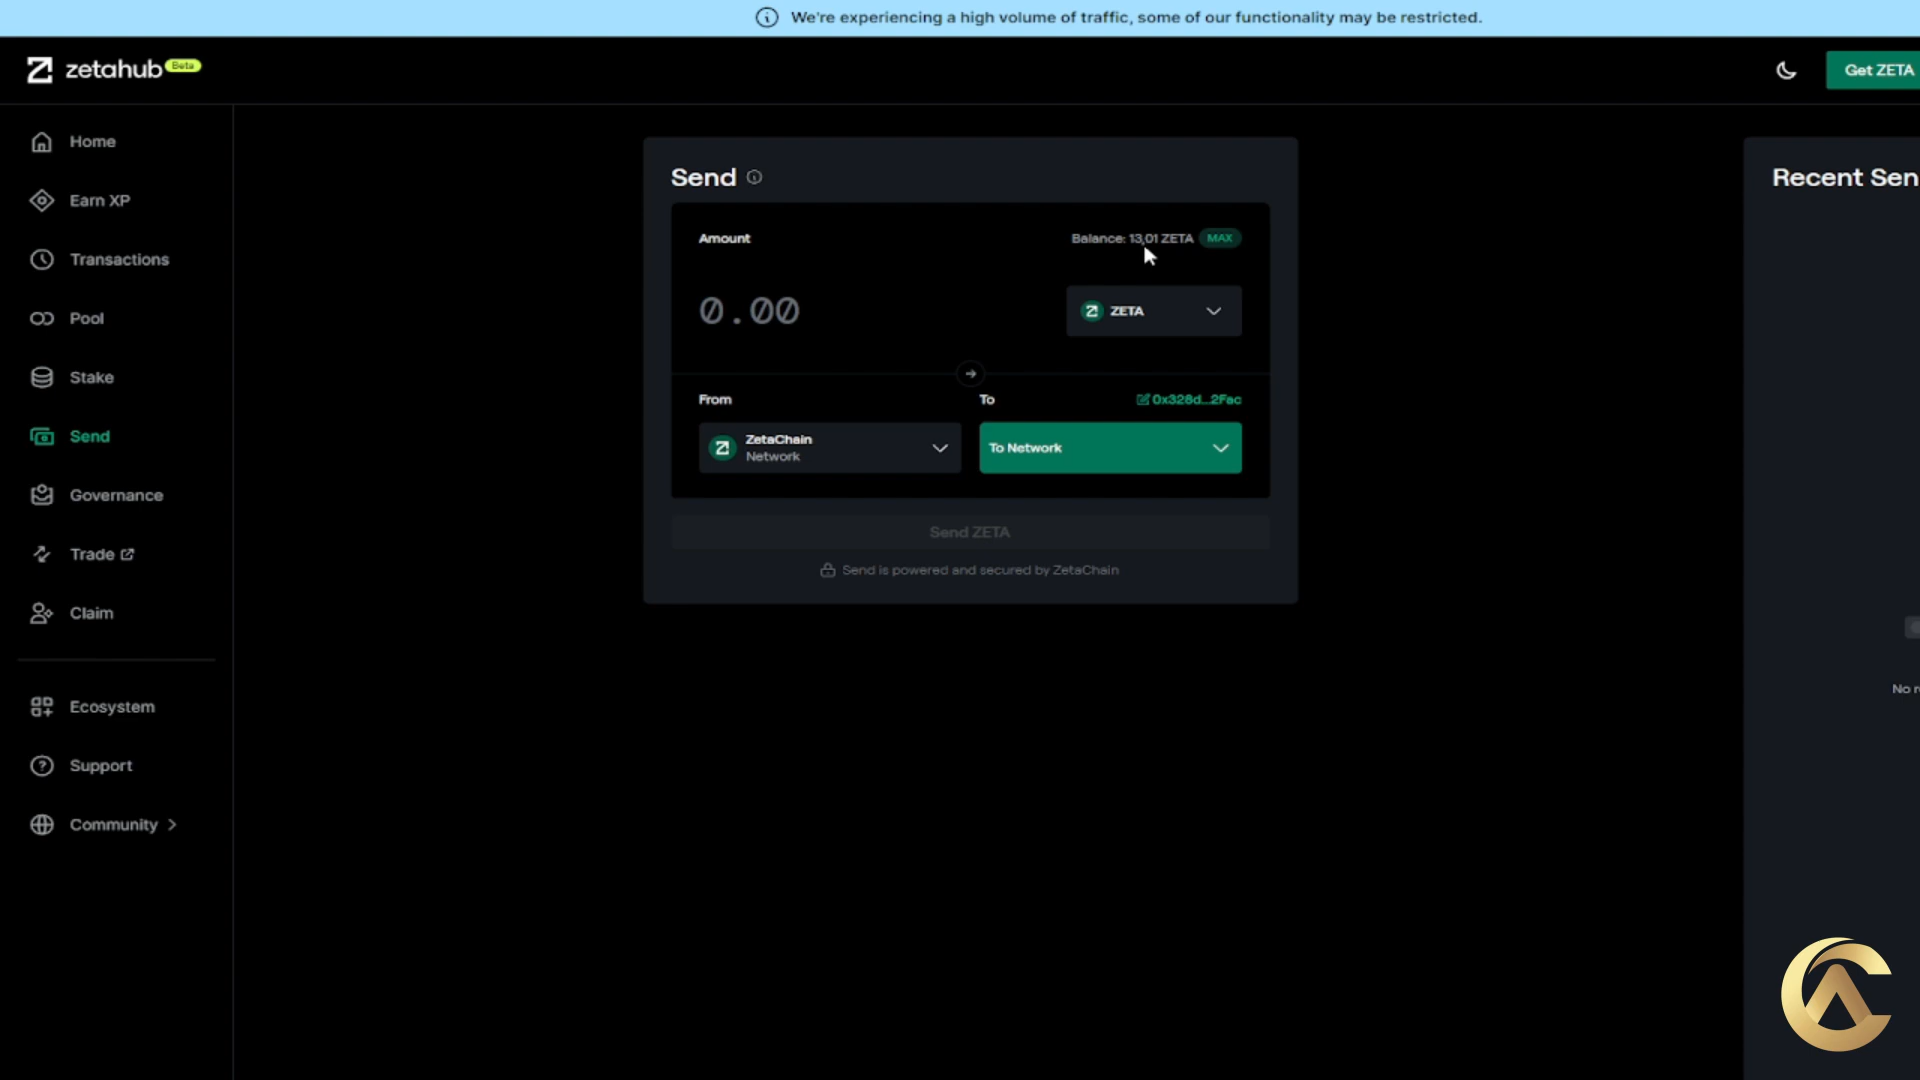 We're experiencing a high volume of traffic, some of our functionality may be restricted.
zetahub Beta
Get ZETA
Home
Earn XP
Transactions
Pool
Stake
Send
Governance
Trade
Claim
Ecosystem
Support
Community
Send
Amount
Balance: 13,01 ZETA MAX
0.00
ZETA
From
To
0x328d...2Fac
ZetaChain
Network
To Network
Send ZETA
Send is powered and secured by ZetaChain
Recent Sen
No r